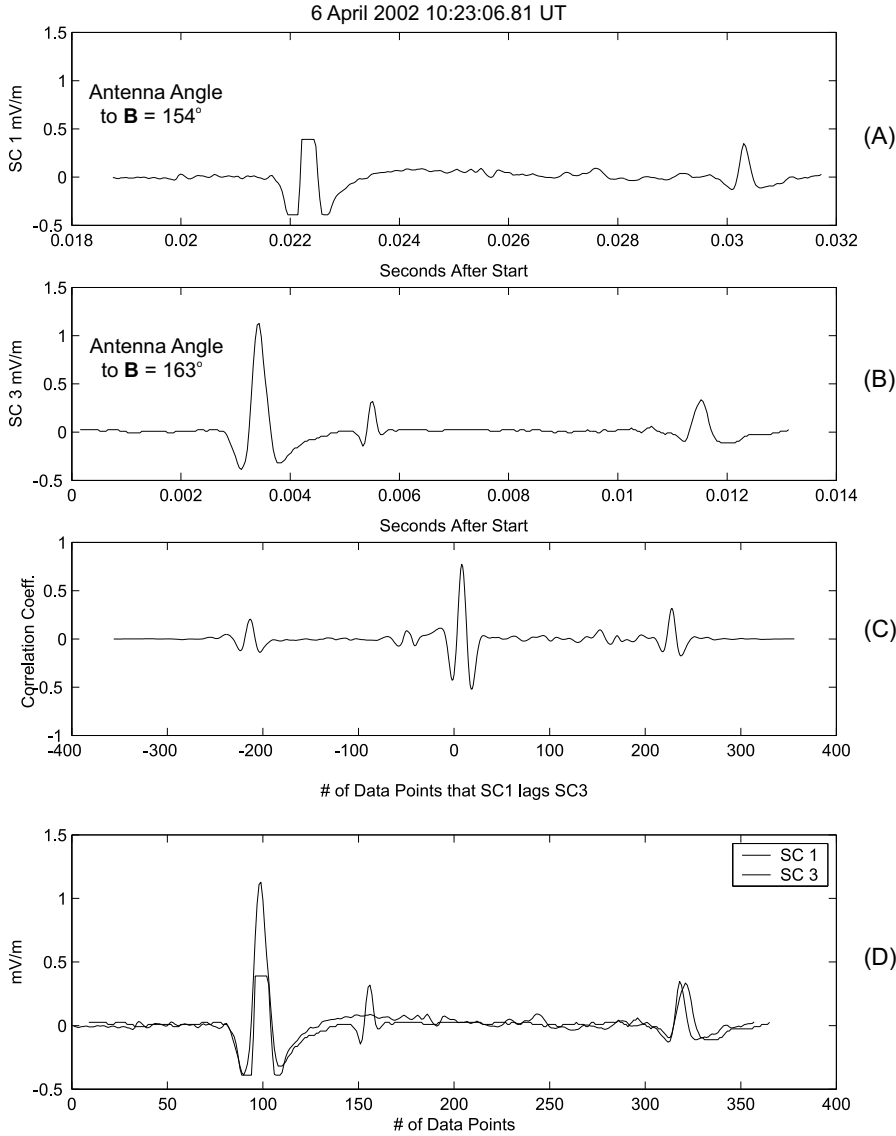 6 April 2002 10:23:06.81 UT
1.5
1
0.5
0
-0.5
SC 1 mV/m
Antenna Angle
to B = 154°
(A)
0.018 0.02 0.022 0.024 0.026 0.028 0.03 0.032
Seconds After Start
1.5
1
0.5
0
-0.5
SC 3 mV/m
Antenna Angle
to B = 163°
(B)
0 0.002 0.004 0.006 0.008 0.01 0.012 0.014
Seconds After Start
1
0.5
0
-0.5
-1
Correlation Coeff.
(C)
-400 -300 -200 -100 0 100 200 300 400
# of Data Points that SC1 lags SC3
1.5
1
0.5
0
-0.5
mV/m
SC 1
SC 3
(D)
0 50 100 150 200 250 300 350 400
# of Data Points